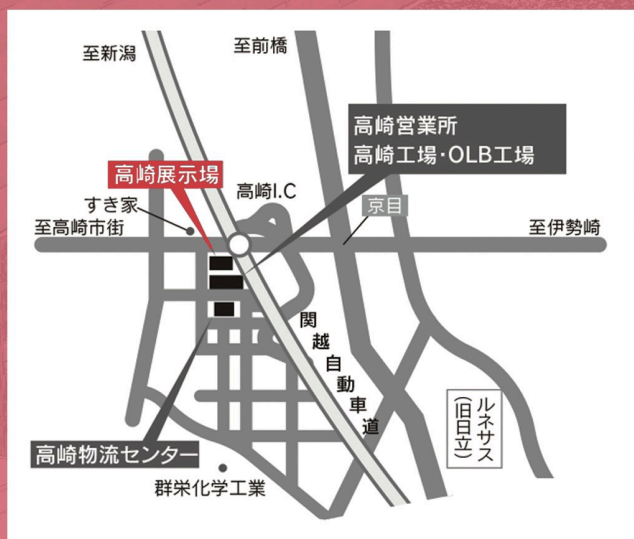 至新潟
至前橋
高崎営業所
高崎工場・OLB工場
高崎展示場
高崎I.C
すき家
京目
至高崎市街
至伊勢崎
関越自動車道
ルネサス
(旧日立)
高崎物流センター
群栄化学工業